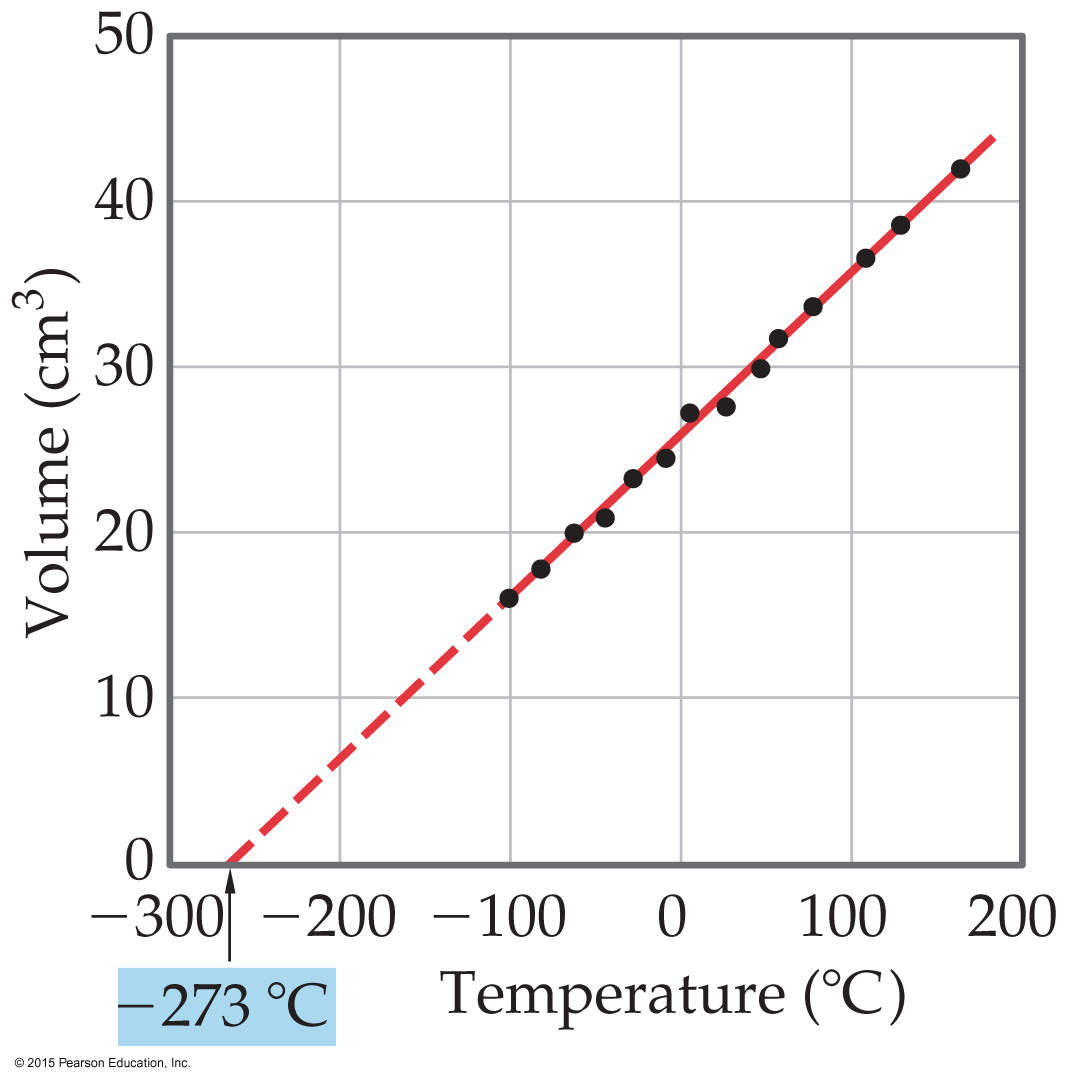 50
40
30
20
10
0
Volume (cm³)
−300 −200 −100 0 100 200
−273 °C
Temperature (°C)
© 2015 Pearson Education, Inc.